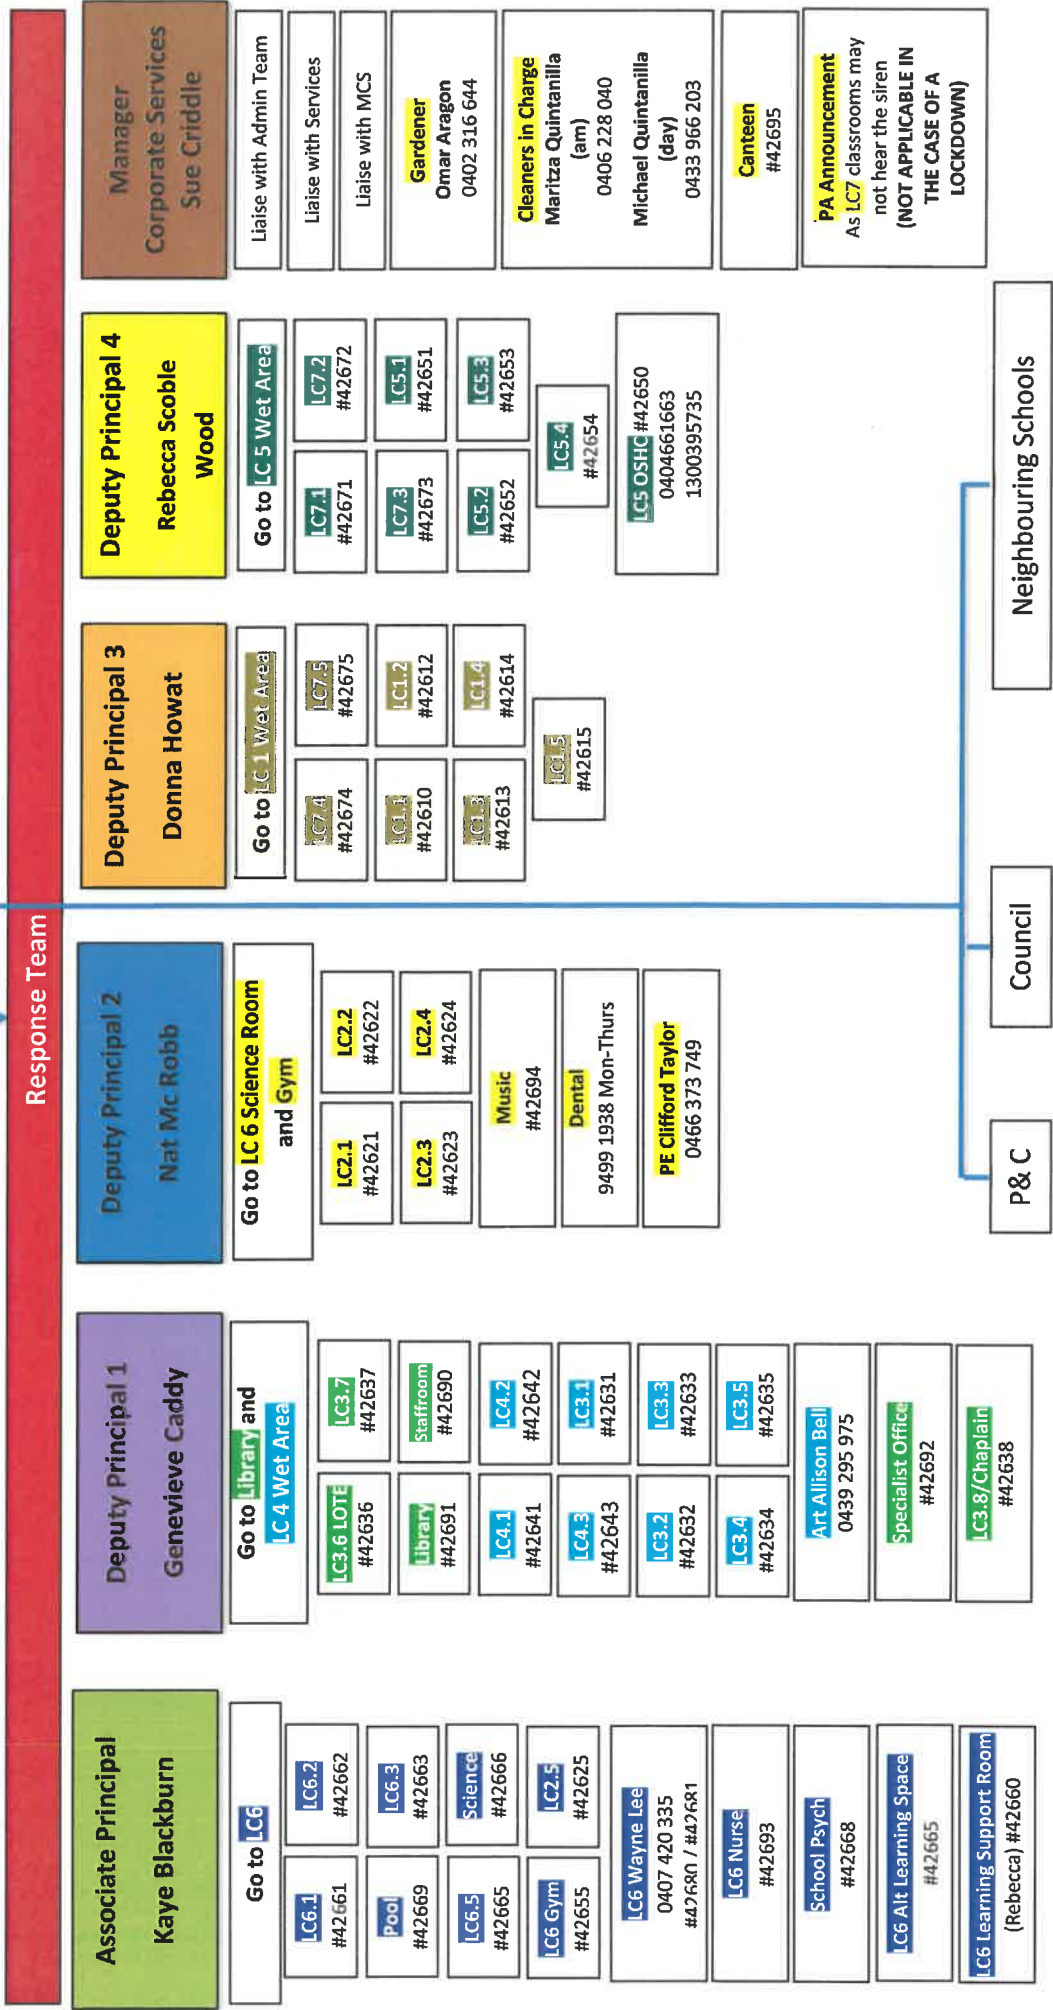 Response Team
Associate Principal
Kaye Blackburn
Go to LC6
LC6.1
#42661
LC6.2
#42662
Pool
#42669
LC6.3
#42663
LC6.5
#42665
Science
#42666
LC6 Gym
#42655
LC2.5
#42625
LC6 Wayne Lee
0407 420 335
#42680 / #42681
LC6 Nurse
#42693
School Psych
#42668
LC6 Alt Learning Space
#42665
LC6 Learning Support Room
(Rebecca) #42660
Deputy Principal 1
Genevieve Caddy
Go to Library and
LC 4 Wet Area
LC3.6 LOTE
#42636
LC3.7
#42637
Library
#42691
Staffroom
#42690
LC4.1
#42641
LC4.2
#42642
LC4.3
#42643
LC3.1
#42631
LC3.2
#42632
LC3.3
#42633
LC3.4
#42634
LC3.5
#42635
Art Allison Bell
0439 295 975
Specialist Office
#42692
LC3.8/Chaplain
#42638
Deputy Principal 2
Nat Mc Robb
Go to LC 6 Science Room
and Gym
LC2.1
#42621
LC2.2
#42622
LC2.3
#42623
LC2.4
#42624
Music
#42694
Dental
9499 1938 Mon-Thurs
PE Clifford Taylor
0466 373 749
Deputy Principal 3
Donna Howat
Go to LC 1 Wet Area
LC7.4
#42674
LC7.5
#42675
LC1.1
#42610
LC1.2
#42612
LC1.3
#42613
LC1.4
#42614
LC1.5
#42615
Deputy Principal 4
Rebecca Scoble
Wood
Go to LC 5 Wet Area
LC7.1
#42671
LC7.2
#42672
LC7.3
#42673
LC5.1
#42651
LC5.2
#42652
LC5.3
#42653
LC5.4
#42654
LC5 OSHC #42650
0404661663
1300395735
Manager
Corporate Services
Sue Criddle
Liaise with Admin Team
Liaise with Services
Liaise with MCS
Gardener
Omar Aragon
0402 316 644
Cleaners in Charge
Maritza Quintanilla
(am)
0406 228 040
Michael Quintanilla
(day)
0433 966 203
Canteen
#42695
PA Announcement
As LC7 classrooms may
not hear the siren
(NOT APPLICABLE IN
THE CASE OF A
LOCKDOWN)
P& C
Council
Neighbouring Schools